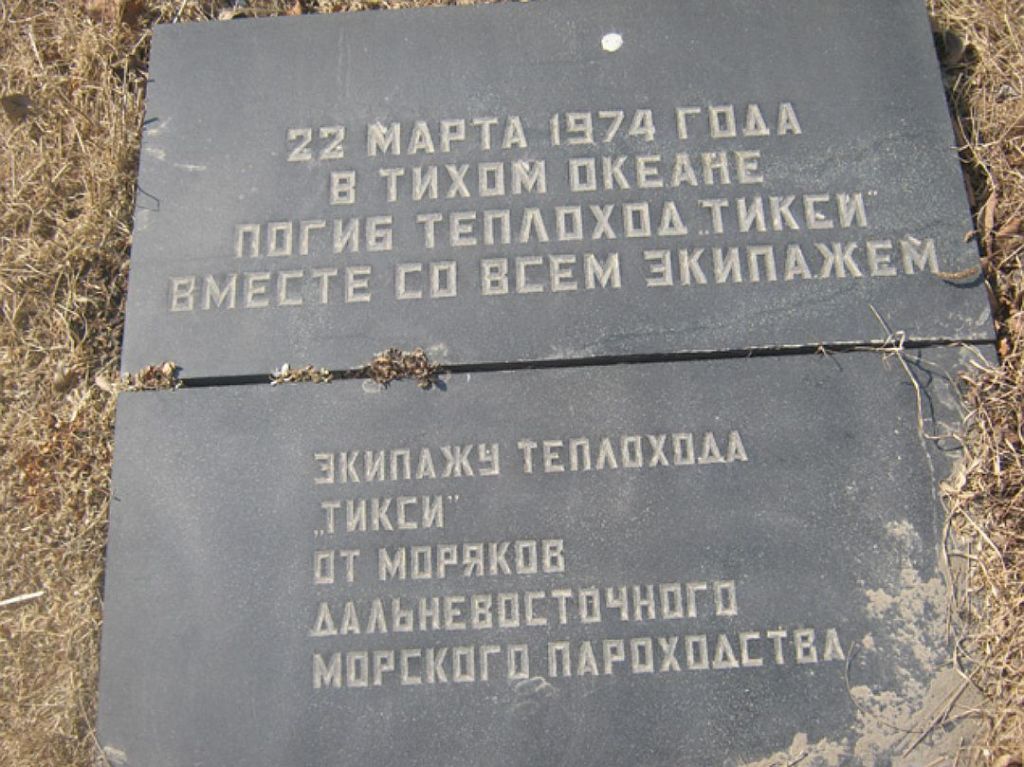 22 МАРТА 1974 ГОДА
В ТИХОМ ОКЕАНЕ
ПОГИБ ТЕПЛОХОД „ТИКСИ"
ВМЕСТЕ СО ВСЕМ ЭКИПАЖЕМ
ЭКИПАЖУ ТЕПЛОХОДА
„ТИКСИ"
ОТ МОРЯКОВ
ДАЛЬНЕВОСТОЧНОГО
МОРСКОГО ПАРОХОДСТВА